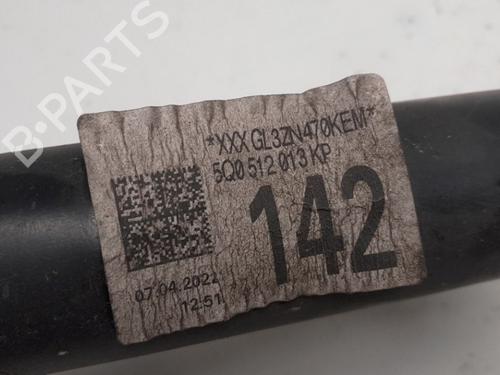 *XXX GL3ZN470KEM*
5Q0 512 013 KP
142
07.04.2022
12:51
B-PARTS